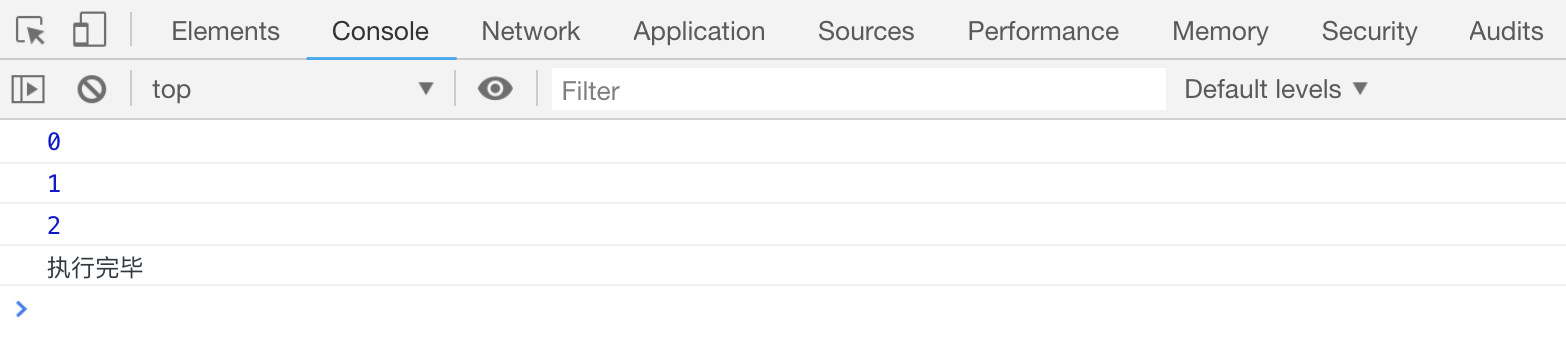 Elements Console Network Application Sources Performance Memory Security Audits
top Filter Default levels
0
1
2
执行完毕